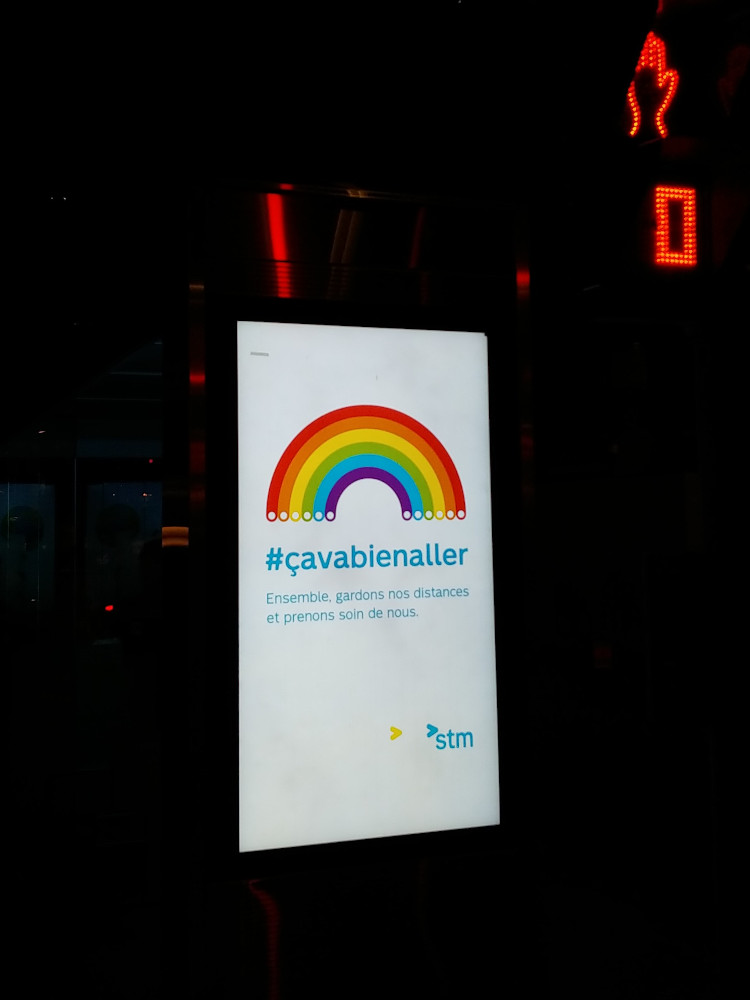 #çavabienaller
Ensemble, gardons nos distances
et prenons soin de nous.
stm